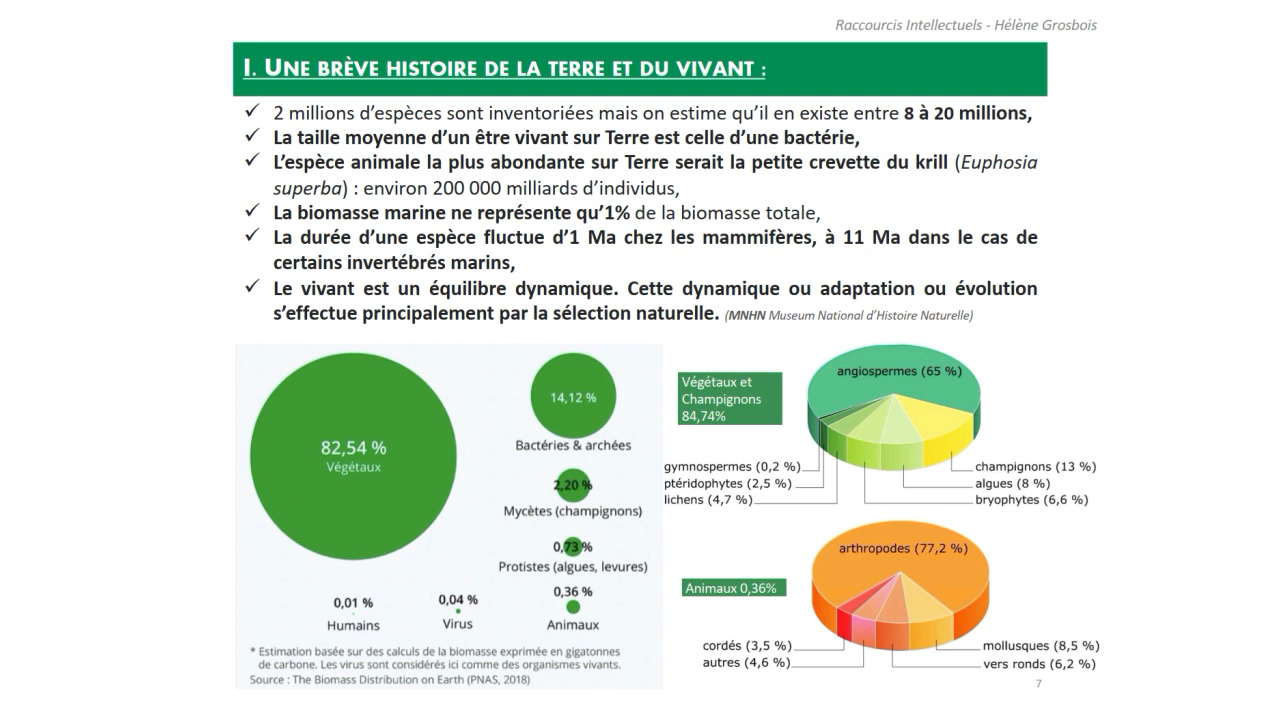 Raccourcis Intellectuels - Hélène Grosbois
I. UNE BRÈVE HISTOIRE DE LA TERRE ET DU VIVANT :
✓ 2 millions d'espèces sont inventoriées mais on estime qu'il en existe entre 8 à 20 millions,
✓ La taille moyenne d'un être vivant sur Terre est celle d'une bactérie,
✓ L'espèce animale la plus abondante sur Terre serait la petite crevette du krill (Euphosia
superba) : environ 200 000 milliards d'individus,
✓ La biomasse marine ne représente qu'1% de la biomasse totale,
✓ La durée d'une espèce fluctue d'1 Ma chez les mammifères, à 11 Ma dans le cas de
certains invertébrés marins,
✓ Le vivant est un équilibre dynamique. Cette dynamique ou adaptation ou évolution
s'effectue principalement par la sélection naturelle. (MNHN Museum National d'Histoire Naturelle)
82,54 %
Végétaux
14,12 %
Bactéries & archées
2,20 %
Mycètes (champignons)
0,73 %
Protistes (algues, levures)
0,01 %
Humains
0,04 %
Virus
0,36 %
Animaux
* Estimation basée sur des calculs de la biomasse exprimée en gigatonnes
de carbone. Les virus sont considérés ici comme des organismes vivants.
Source : The Biomass Distribution on Earth (PNAS, 2018)
Végétaux et
Champignons
84,74%
angiospermes (65 %)
gymnospermes (0,2 %)
ptéridophytes (2,5 %)
lichens (4,7 %)
champignons (13 %)
algues (8 %)
bryophytes (6,6 %)
Animaux 0,36%
arthropodes (77,2 %)
cordés (3,5 %)
autres (4,6 %)
mollusques (8,5 %)
vers ronds (6,2 %)
7